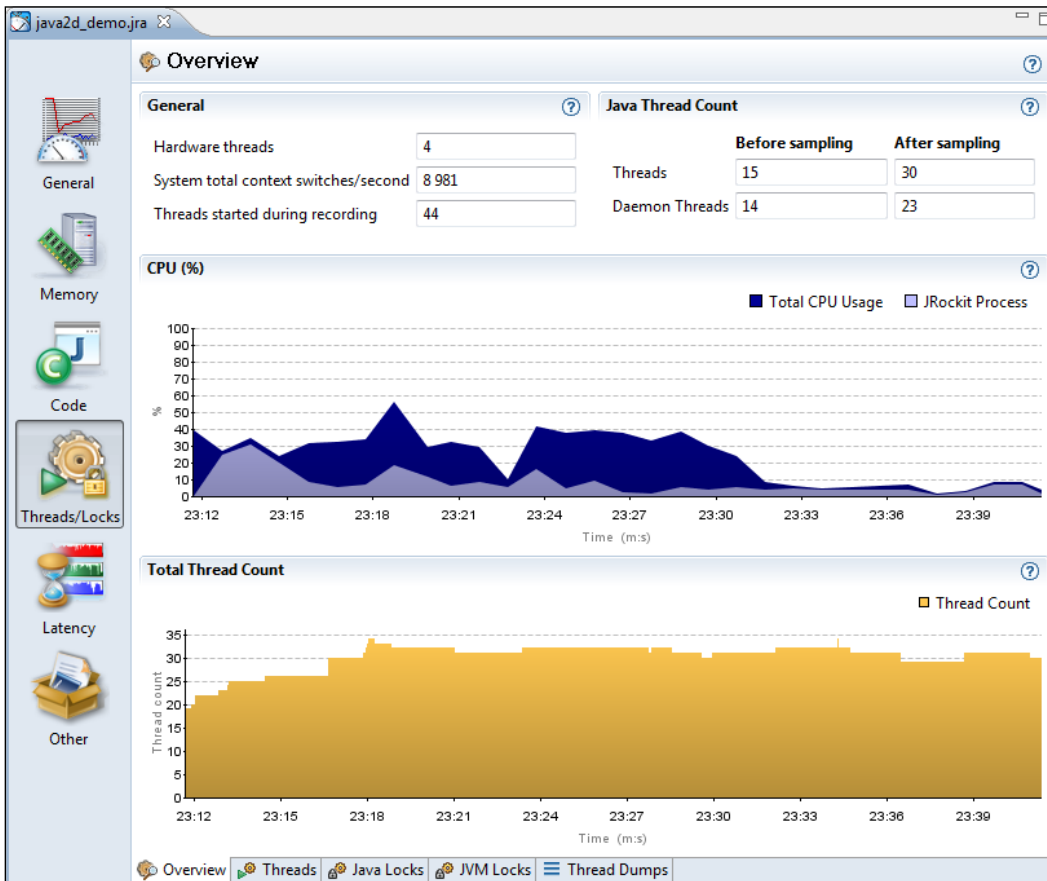 java2d_demo.jra
General
Memory
Code
Threads/Locks
Latency
Other
Overview
General
Hardware threads 4
System total context switches/second 8 981
Threads started during recording 44
Java Thread Count
Before sampling After sampling
Threads 15 30
Daemon Threads 14 23
CPU (%)
Total CPU Usage JRockit Process
100
90
80
70
60
50
40
30
20
10
0
%
23:12 23:15 23:18 23:21 23:24 23:27 23:30 23:33 23:36 23:39
Time (m:s)
Total Thread Count
Thread Count
35
30
25
20
15
10
5
0
Thread count
23:12 23:15 23:18 23:21 23:24 23:27 23:30 23:33 23:36 23:39
Time (m:s)
Overview Threads Java Locks JVM Locks Thread Dumps